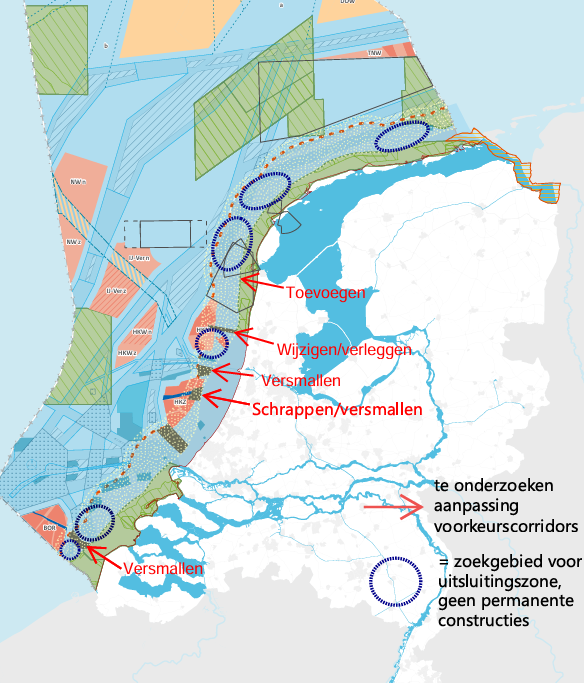 DOW
a
b
TNW
NW n
NW z
IJ-Ver n
IJ-Ver z
HKW n
HKW z
HKZ
BOR
Toevoegen
Wijzigen/verleggen
Versmallen
Schrappen/versmallen
Versmallen
te onderzoeken
aanpassing
voorkeurscorridors
= zoekgebied voor
uitsluitingszone,
geen permanente
constructies